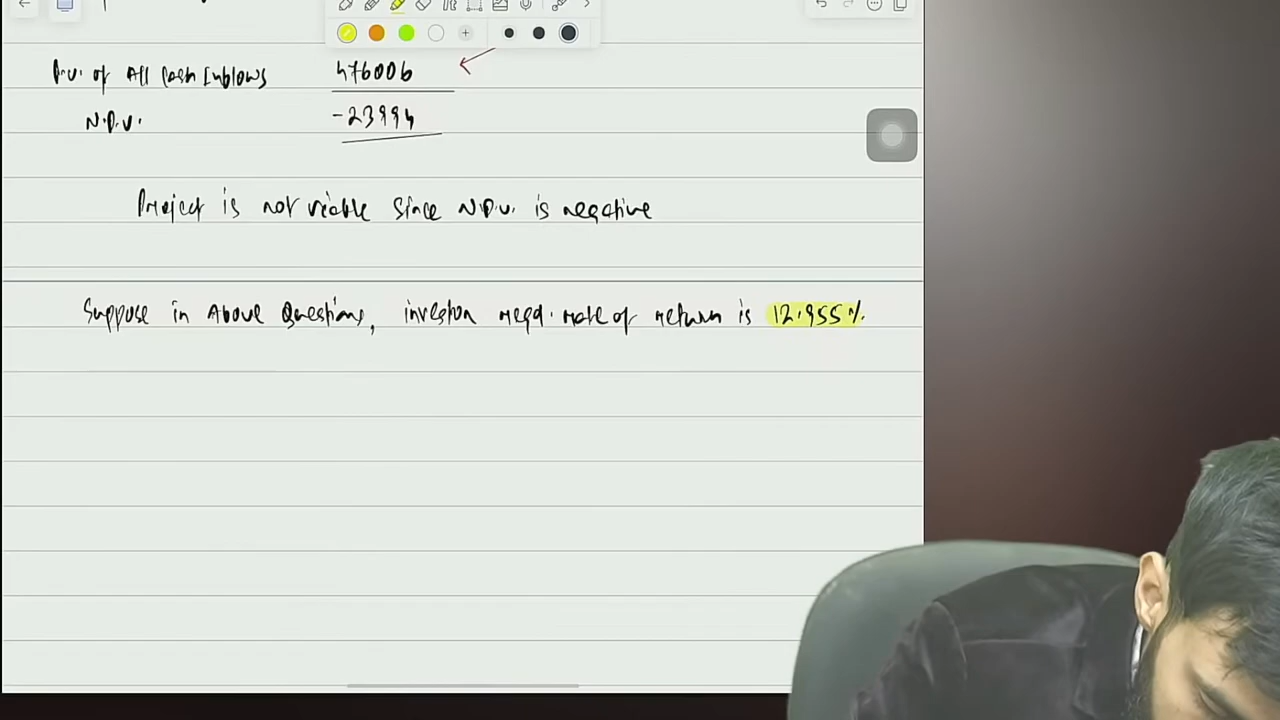 P.V. of All Cash Inflows 476006
N.P.V. -23994
Project is not viable since N.P.V. is negative
Suppose in Above Questions, investor reqd. rate of return is 12.955%